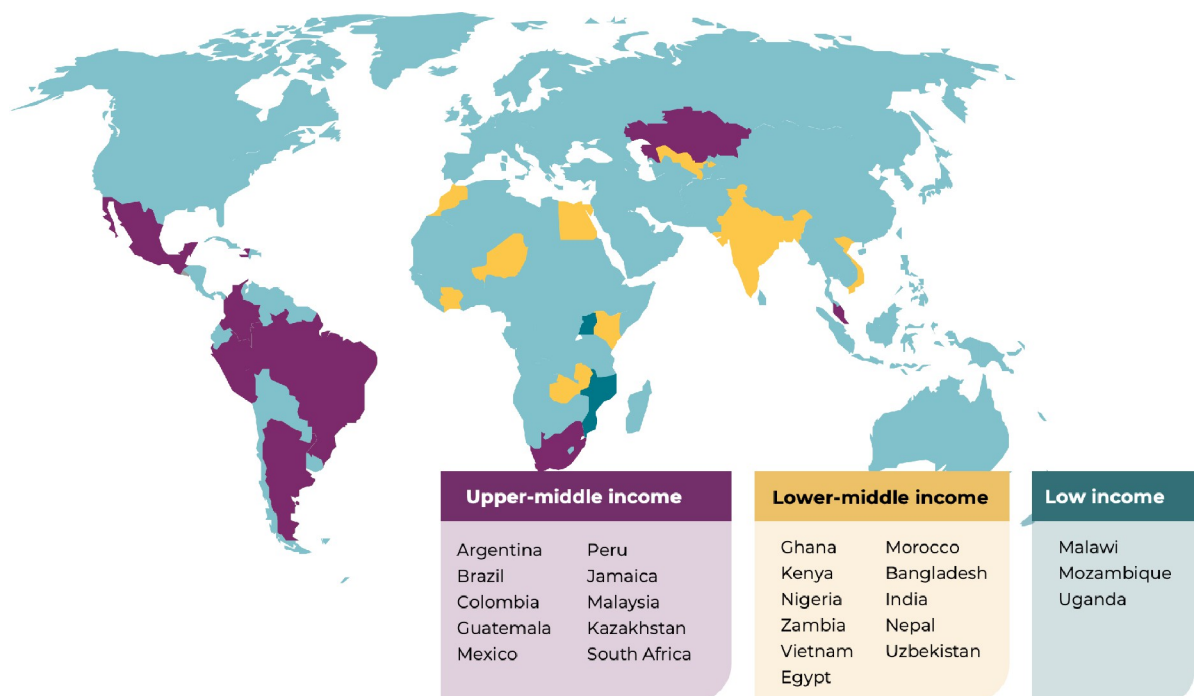 Upper-middle income
Argentina
Brazil
Colombia
Guatemala
Mexico
Peru
Jamaica
Malaysia
Kazakhstan
South Africa
Lower-middle income
Ghana
Kenya
Nigeria
Zambia
Vietnam
Egypt
Morocco
Bangladesh
India
Nepal
Uzbekistan
Low income
Malawi
Mozambique
Uganda